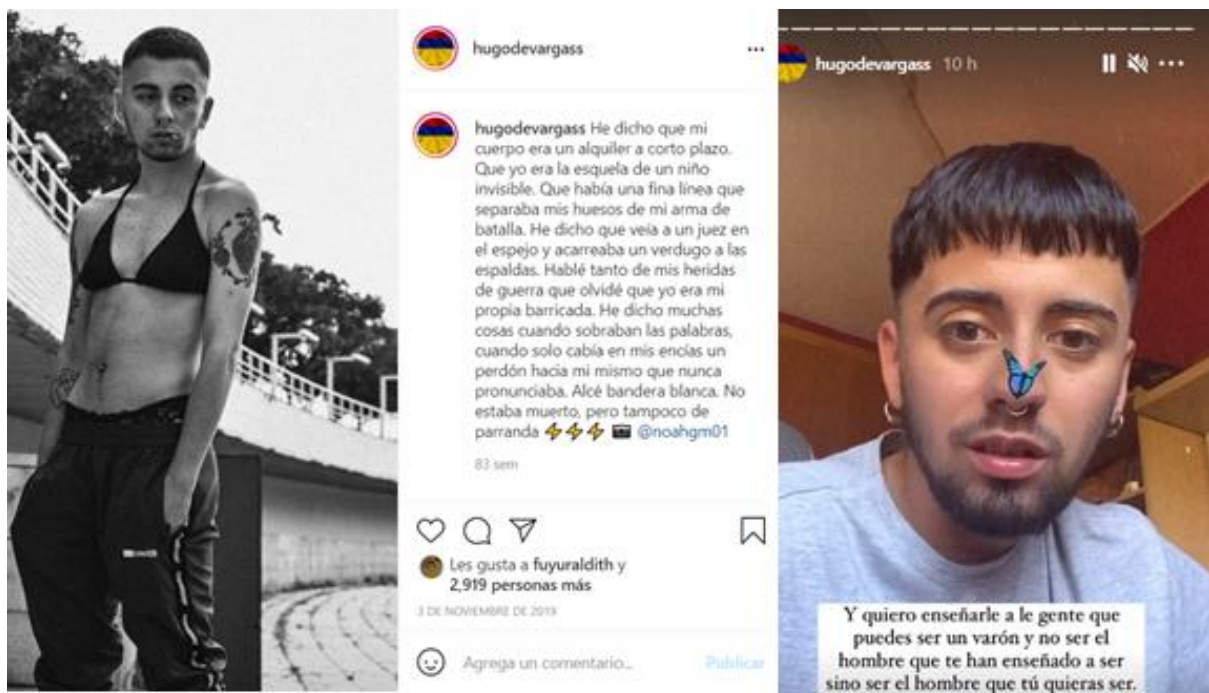 hugodevargass
hugodevargass He dicho que mi
cuerpo era un alquiler a corto plazo.
Que yo era la esquela de un niño
invisible. Que había una fina línea que
separaba mis huesos de mi arma de
batalla. He dicho que veía a un juez en
el espejo y acarreaba un verdugo a las
espaldas. Hablé tanto de mis heridas
de guerra que olvidé que yo era mi
propia barricada. He dicho muchas
cosas cuando sobraban las palabras,
cuando solo cabía en mis encías un
perdón hacia mi mismo que nunca
pronunciaba. Alcé bandera blanca. No
estaba muerto, pero tampoco de
parranda ⚡⚡⚡ 📷 @noahgm01
83 sem
Les gusta a fuyuraldith y
2,919 personas más
3 DE NOVIEMBRE DE 2019
Agrega un comentario... Publicar
hugodevargass 10 h
Y quiero enseñarle a le gente que
puedes ser un varón y no ser el
hombre que te han enseñado a ser
sino ser el hombre que tú quieras ser.